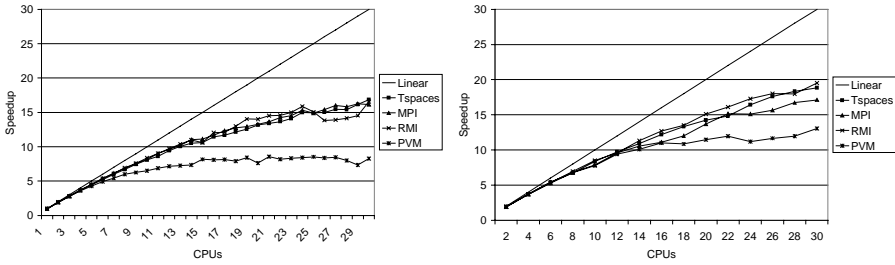 30
25
20
15
10
5
0
Speedup
1 3 5 7 9 11 13 15 17 19 21 23 25 27 29
CPUs
Linear
Tspaces
MPI
RMI
PVM
30
25
20
15
10
5
0
Speedup
2 4 6 8 10 12 14 16 18 20 22 24 26 28 30
CPUs
Linear
Tspaces
MPI
RMI
PVM